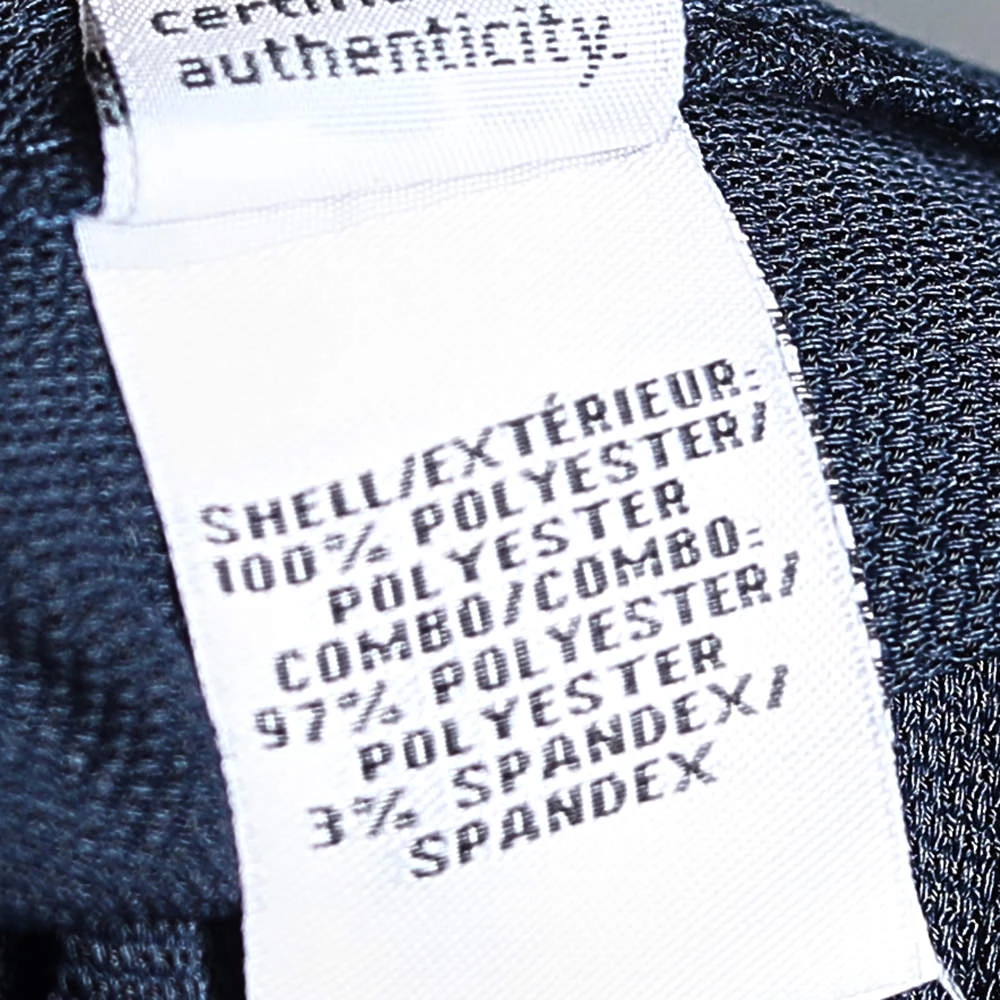 authenticity.
SHELL/EXTÉRIEUR:
100% POLYESTER/
POLYESTER
COMBO/COMBO:
97% POLYESTER/
POLYESTER
3% SPANDEX/
SPANDEX